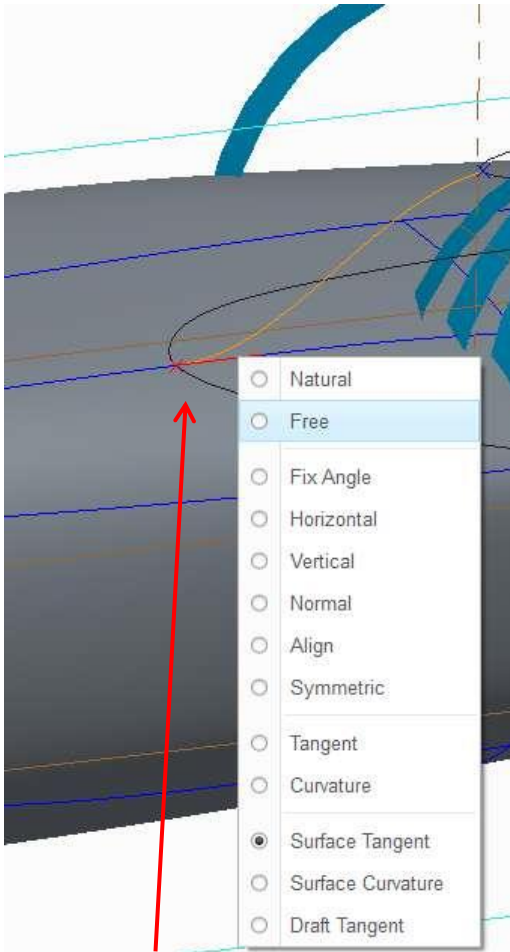 Natural
Free
Fix Angle
Horizontal
Vertical
Normal
Align
Symmetric
Tangent
Curvature
Surface Tangent
Surface Curvature
Draft Tangent